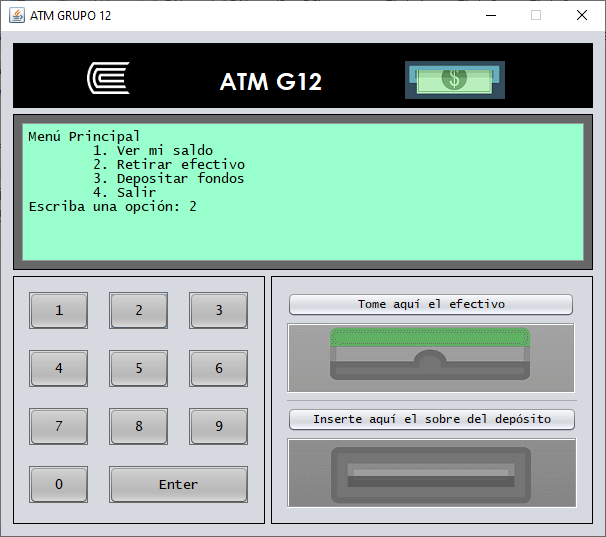 ATM GRUPO 12
ATM G12
$
Menú Principal
1. Ver mi saldo
2. Retirar efectivo
3. Depositar fondos
4. Salir
Escriba una opción: 2
1 2 3
4 5 6
7 8 9
0 Enter
Tome aquí el efectivo
Inserte aquí el sobre del depósito